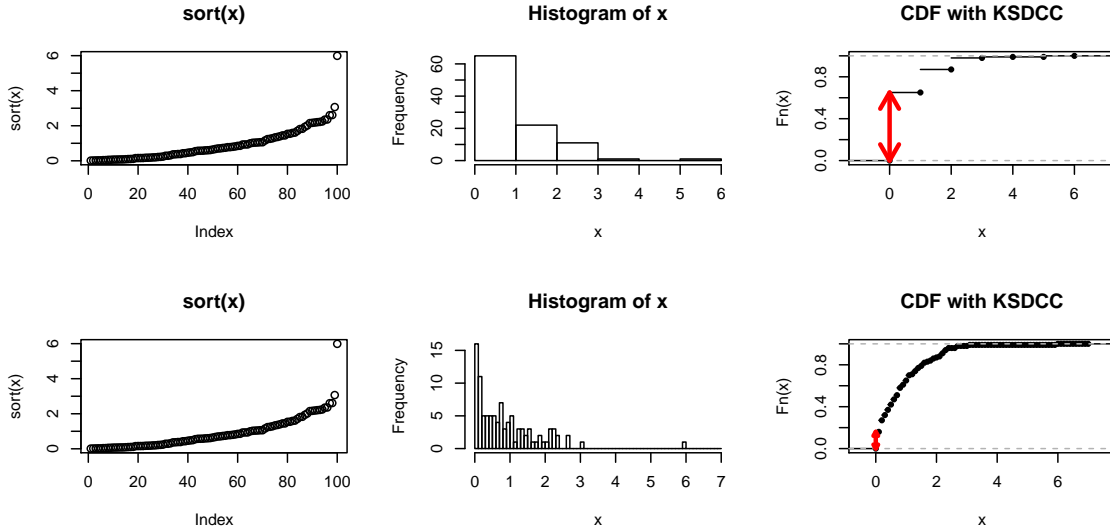 sort(x)
Histogram of x
CDF with KSDCC
sort(x)
0 2 4 6
0 20 40 60 80 100
Index
Frequency
0 20 40 60
0 1 2 3 4 5 6
x
Fn(x)
0.0 0.4 0.8
0 2 4 6
x
sort(x)
Histogram of x
CDF with KSDCC
sort(x)
0 2 4 6
0 20 40 60 80 100
Index
Frequency
0 5 10 15
0 1 2 3 4 5 6 7
x
Fn(x)
0.0 0.4 0.8
0 2 4 6
x